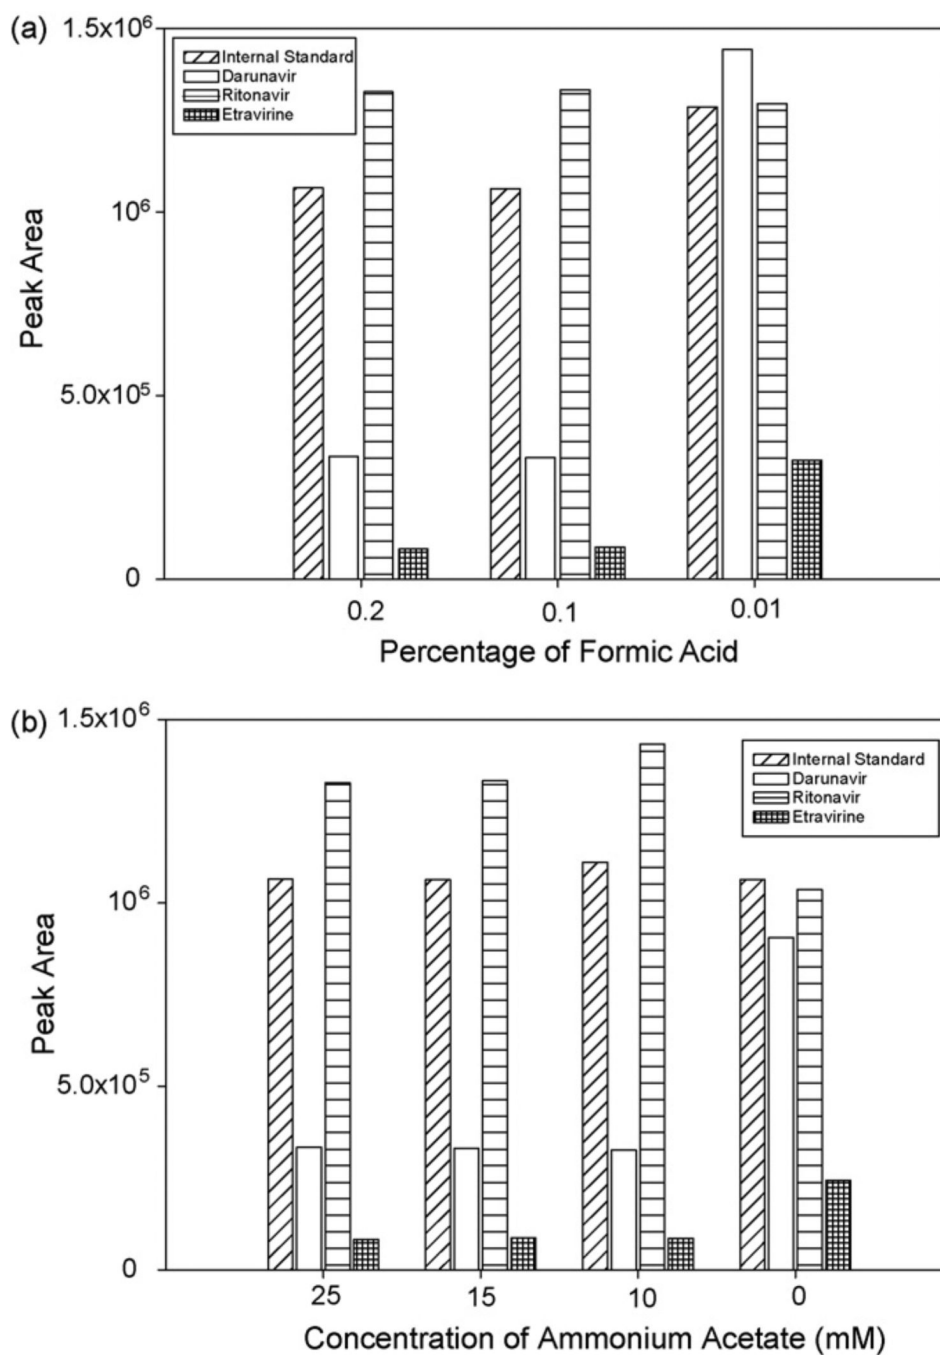 (a)
1.5x10⁶
10⁶
5.0x10⁵
0
Peak Area
Internal Standard
Darunavir
Ritonavir
Etravirine
0.2 0.1 0.01
Percentage of Formic Acid
(b)
1.5x10⁶
10⁶
5.0x10⁵
0
Peak Area
Internal Standard
Darunavir
Ritonavir
Etravirine
25 15 10 0
Concentration of Ammonium Acetate (mM)